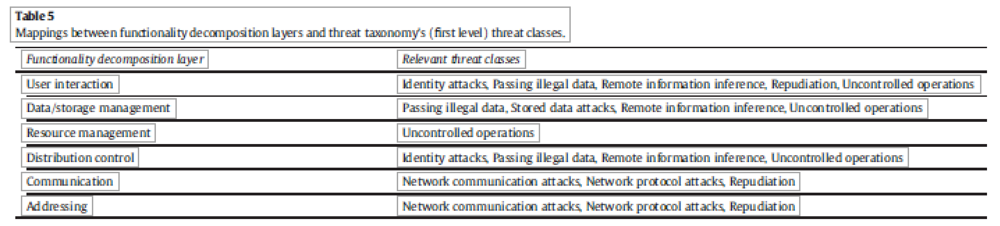 Table 5
Mappings between functionality decomposition layers and threat taxonomy's (first level) threat classes.
Functionality decomposition layer Relevant threat classes
User interaction Identity attacks, Passing illegal data, Remote information inference, Repudiation, Uncontrolled operations
Data/storage management Passing illegal data, Stored data attacks, Remote information inference, Uncontrolled operations
Resource management Uncontrolled operations
Distribution control Identity attacks, Passing illegal data, Remote information inference, Uncontrolled operations
Communication Network communication attacks, Network protocol attacks, Repudiation
Addressing Network communication attacks, Network protocol attacks, Repudiation